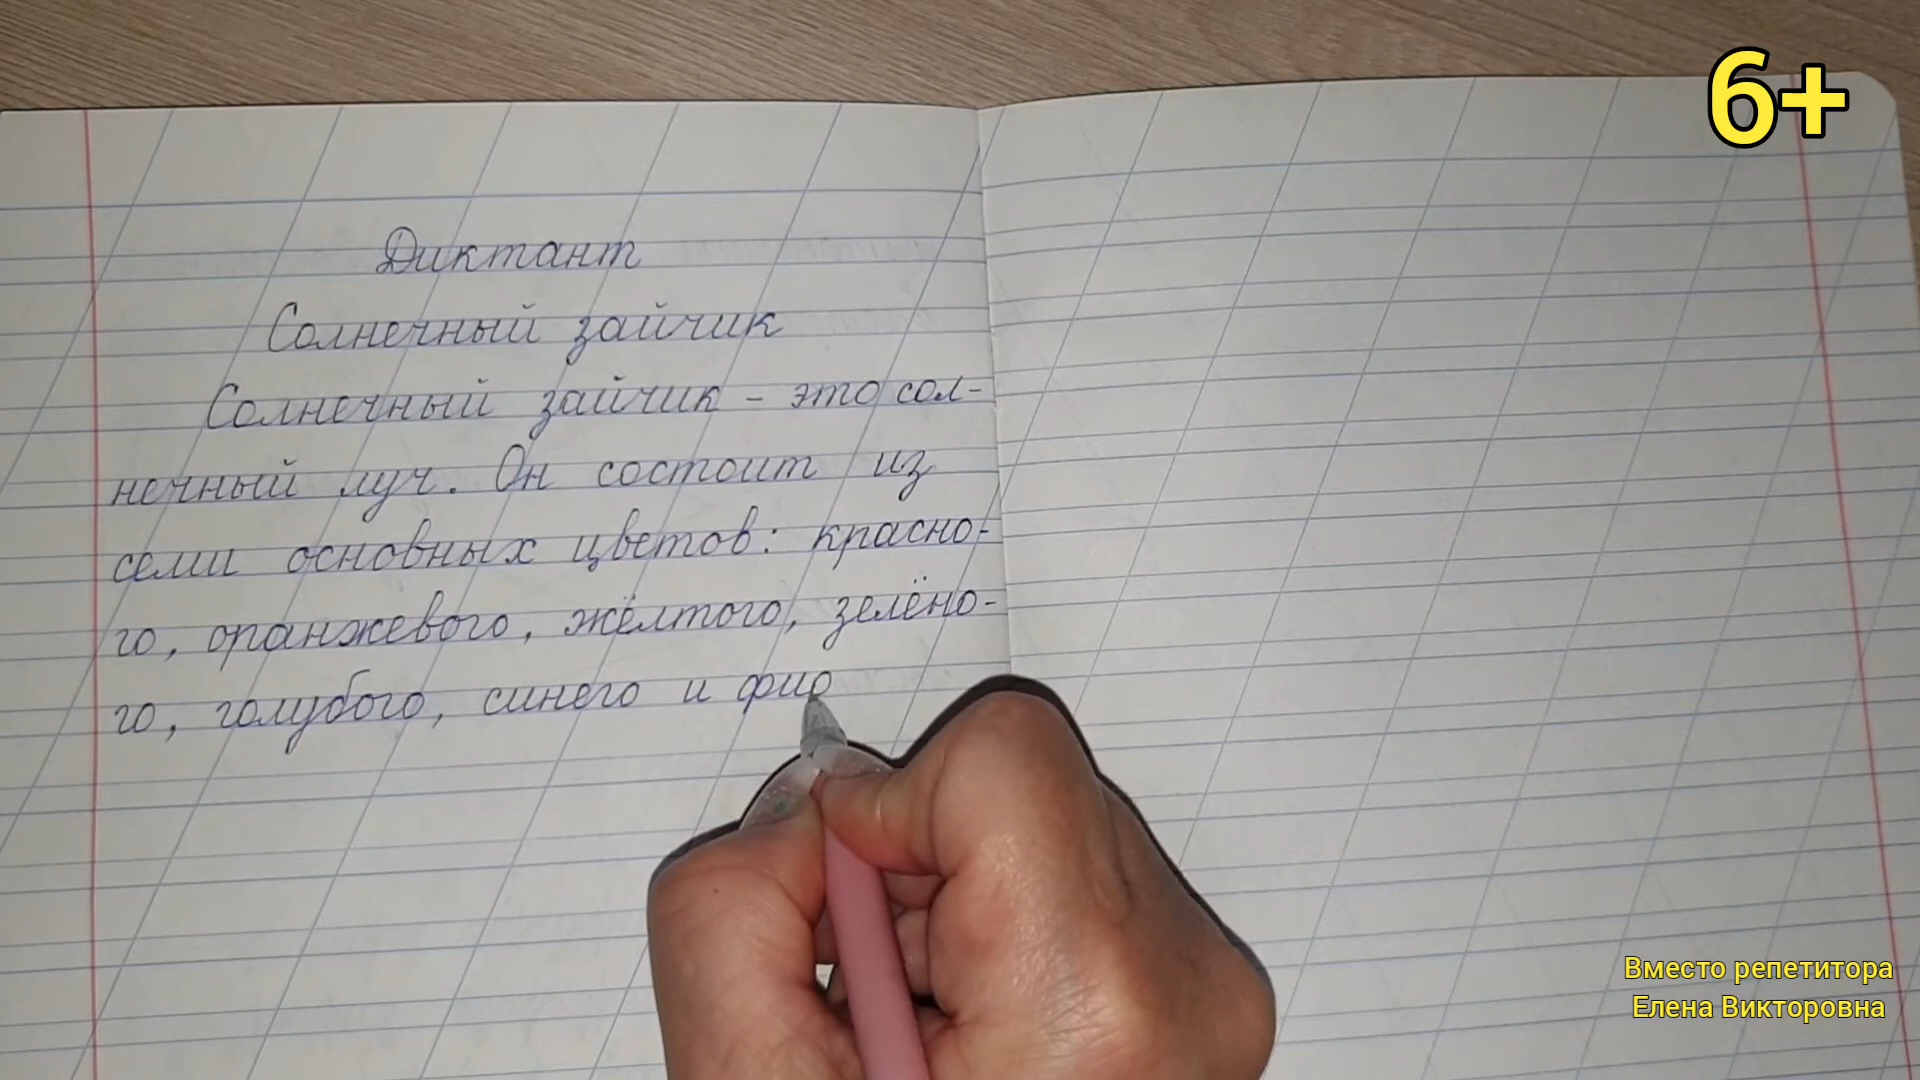 6+
Диктант
Солнечный зайчик
Солнечный зайчик - это сол-
нечный луч. Он состоит из
семи основных цветов: красно-
го, оранжевого, жёлтого, зелёно-
го, голубого, синего и фио
Вместо репетитора
Елена Викторовна